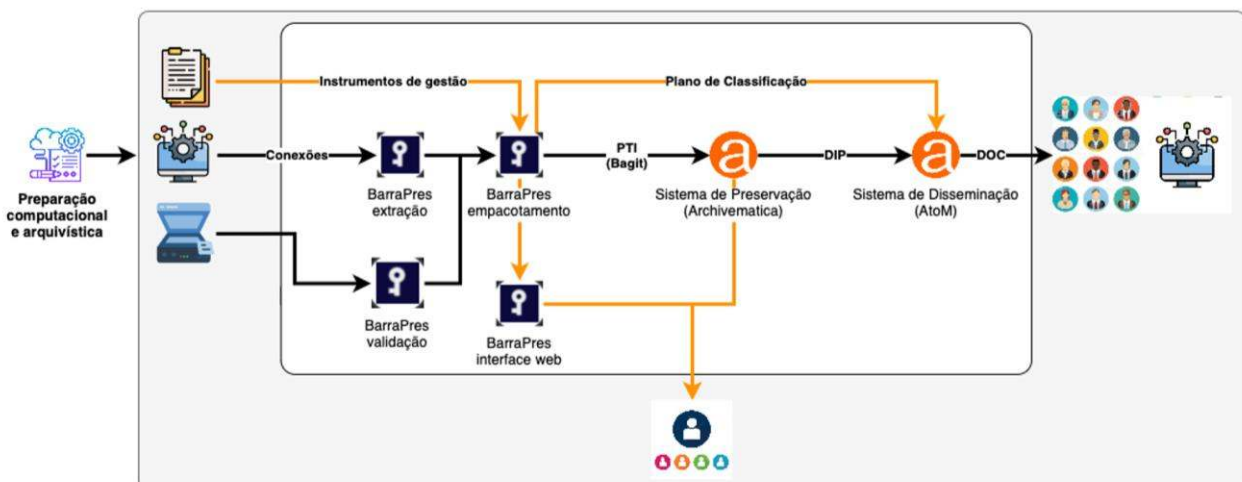 Instrumentos de gestão
Plano de Classificação
Preparação
computacional
e arquivística
Conexões
BarraPres
extração
BarraPres
empacotamento
PTI
(Bagit)
Sistema de Preservação
(Archivematica)
DIP
Sistema de Disseminação
(AtoM)
DOC
BarraPres
validação
BarraPres
interface web